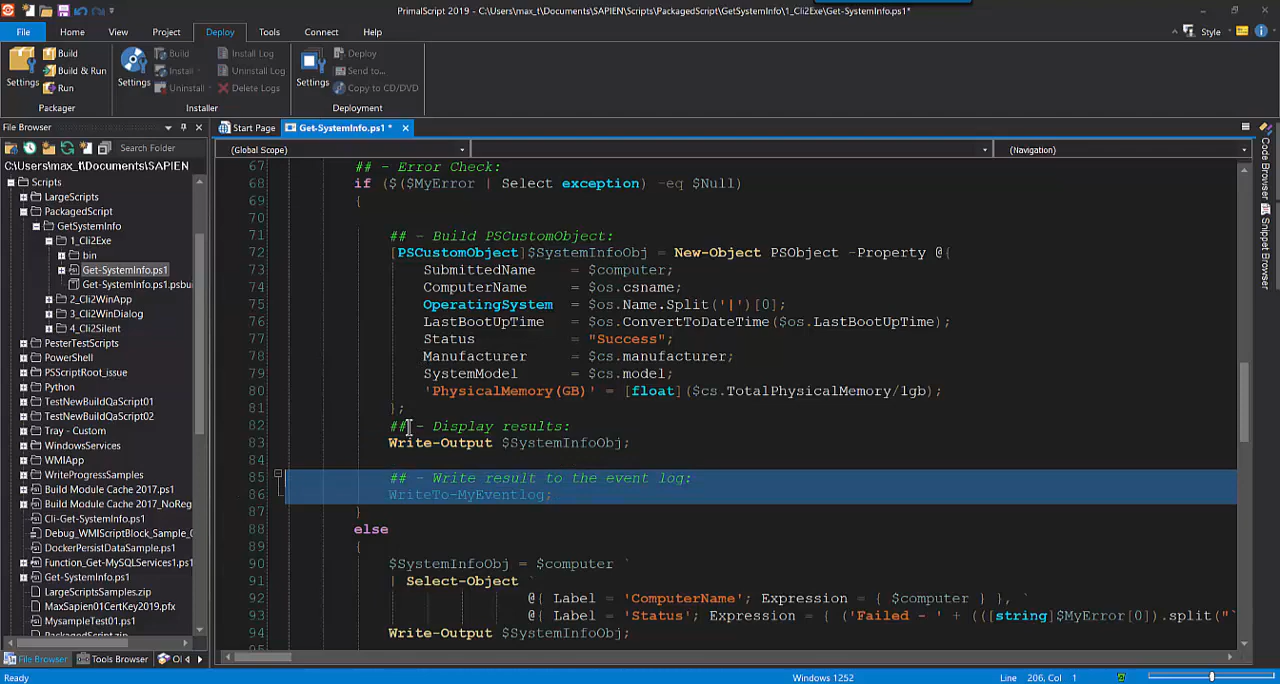 PrimalScript 2019 - C:\Users\max_t\Documents\SAPIEN\Scripts\PackagedScript\GetSystemInfo\1_Cli2Exe\Get-SystemInfo.ps1*
File Home View Project Deploy Tools Connect Help Style
Settings Build Build & Run Run
Settings Build Install Uninstall Install Log Uninstall Log Delete Logs
Settings Deploy Send to... Copy to CD/DVD
Packager Installer Deployment
File Browser Start Page Get-SystemInfo.ps1 *
Search Folder (Global Scope) (Navigation)
C:\Users\max_t\Documents\SAPIEN
Scripts
LargeScripts
PackagedScript
GetSystemInfo
1_Cli2Exe
bin
Get-SystemInfo.ps1
Get-SystemInfo.ps1.psbu
2_Cli2WinApp
3_WinDialog
4_CliSilent
PesterTestScripts
PowerShell
PSScriptRoot_issue
Python
TestNewBuildQaScript01
TestNewBuildQaScript02
Tray - Custom
WindowsServices
WMIApp
WriteProgressSamples
Build Module Cache 2017.ps1
Build Module Cache 2017_NoReg
Cli-Get-SystemInfo.ps1
Debug_WMIScriptBlock_Sample_0
DockerPersistDataSample.ps1
Function_Get-MySQLServices1.ps1
Get-SystemInfo.ps1
LargeScriptsSamples.zip
MaxSapien01CertKey2019.pfx
Mysample­Test01.ps1
PackagedScript.zip
File Browser Tools Browser Ol
67 ## - Error Check:
68 if ($($MyError | Select exception) -eq $Null)
69 {
70
71 ## - Build PSCustomObject:
72 [PSCustomObject]$SystemInfoObj = New-Object PSObject -Property @{
73 SubmittedName = $computer;
74 ComputerName = $os.csname;
75 OperatingSystem = $os.Name.Split('|')[0];
76 LastBootUpTime = $os.ConvertToDateTime($os.LastBootUpTime);
77 Status = "Success";
78 Manufacturer = $cs.manufacturer;
79 SystemModel = $cs.model;
80 'PhysicalMemory(GB)' = [float]($cs.TotalPhysicalMemory/1gb);
81 };
82 ## - Display results:
83 Write-Output $SystemInfoObj;
84
85 ## - Write result to the event log:
86 WriteTo-MyEventlog;
87 }
88 else
89 {
90 $SystemInfoObj = $computer `
91 | Select-Object `
92 @{ Label = 'ComputerName'; Expression = { $computer } }, `
93 @{ Label = 'Status'; Expression = { ('Failed - ' + (([string]$MyError[0]).split("`
94 Write-Output $SystemInfoObj;
Code Browser
Snippet Browser
Ready Windows 1252 Line 206, Col 1